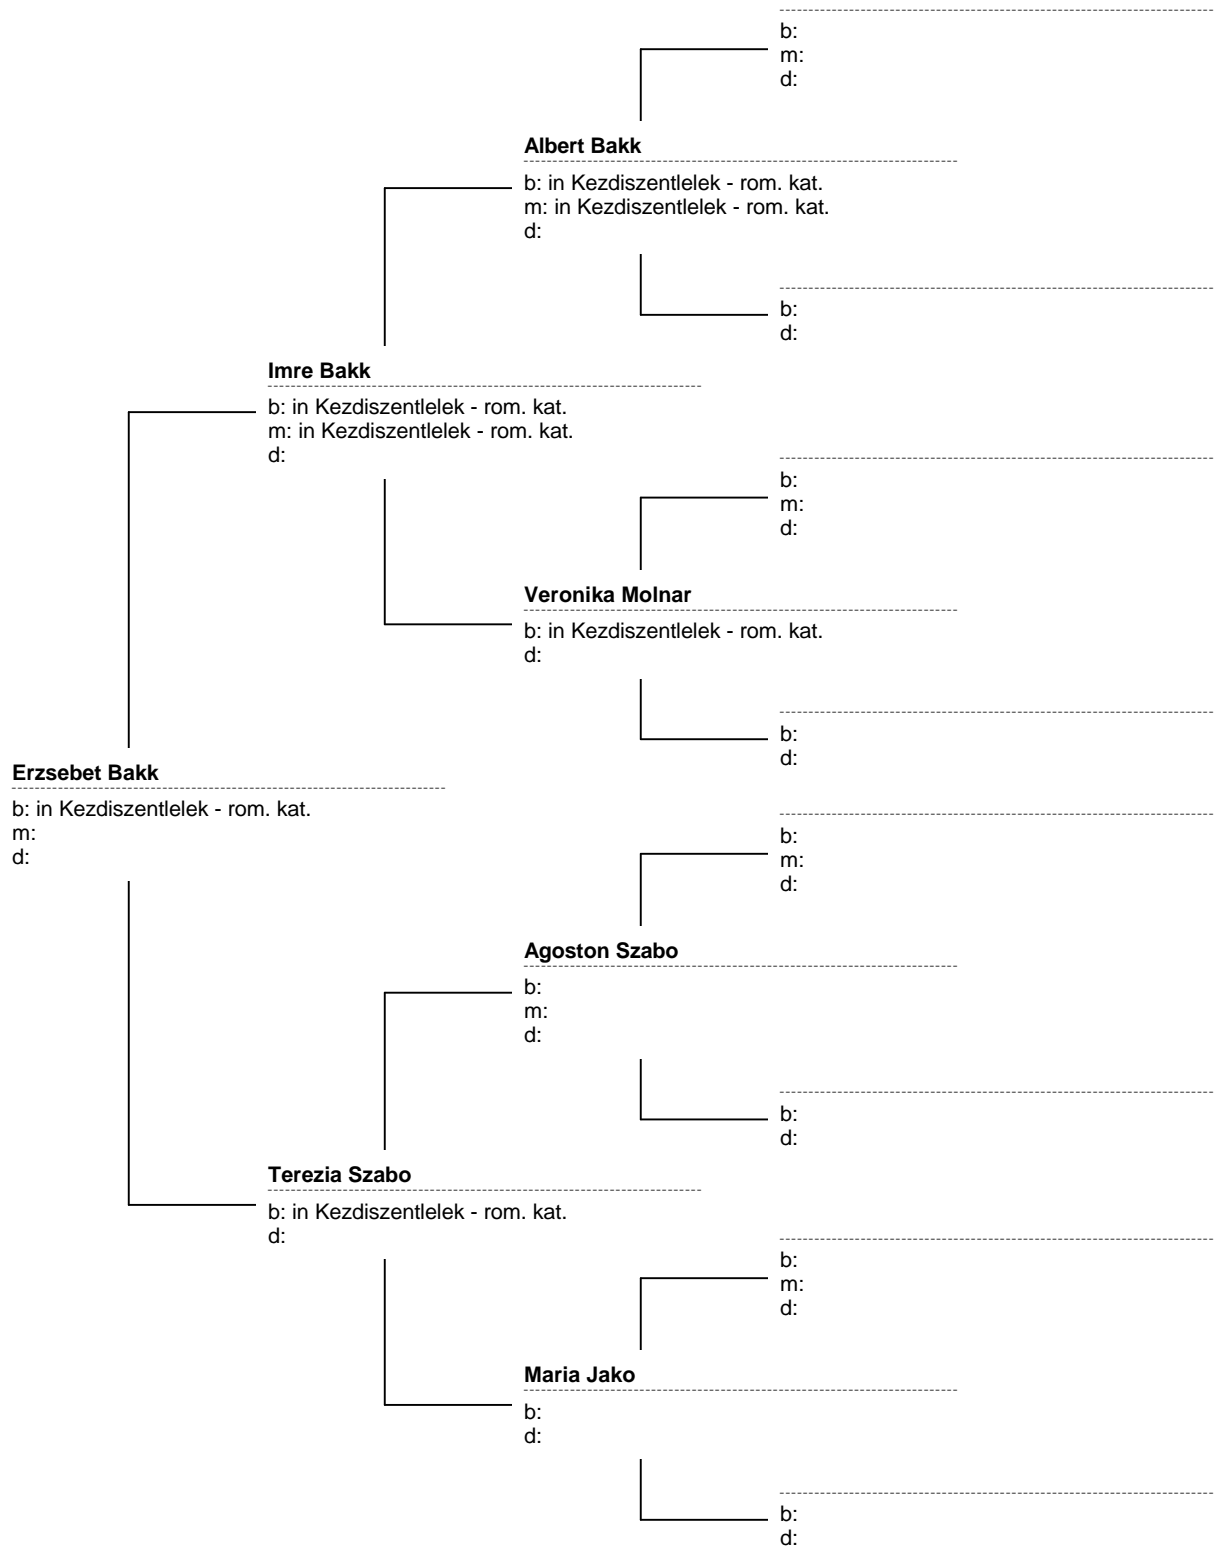 b:
m:
d:
Albert Bakk
b: in Kezdiszentlelek - rom. kat.
m: in Kezdiszentlelek - rom. kat.
d:
b:
d:
Imre Bakk
b: in Kezdiszentlelek - rom. kat.
m: in Kezdiszentlelek - rom. kat.
d:
b:
m:
d:
Veronika Molnar
b: in Kezdiszentlelek - rom. kat.
d:
b:
d:
Erzsebet Bakk
b: in Kezdiszentlelek - rom. kat.
m:
d:
b:
m:
d:
Agoston Szabo
b:
m:
d:
b:
d:
Terezia Szabo
b: in Kezdiszentlelek - rom. kat.
d:
b:
m:
d:
Maria Jako
b:
d:
b:
d: